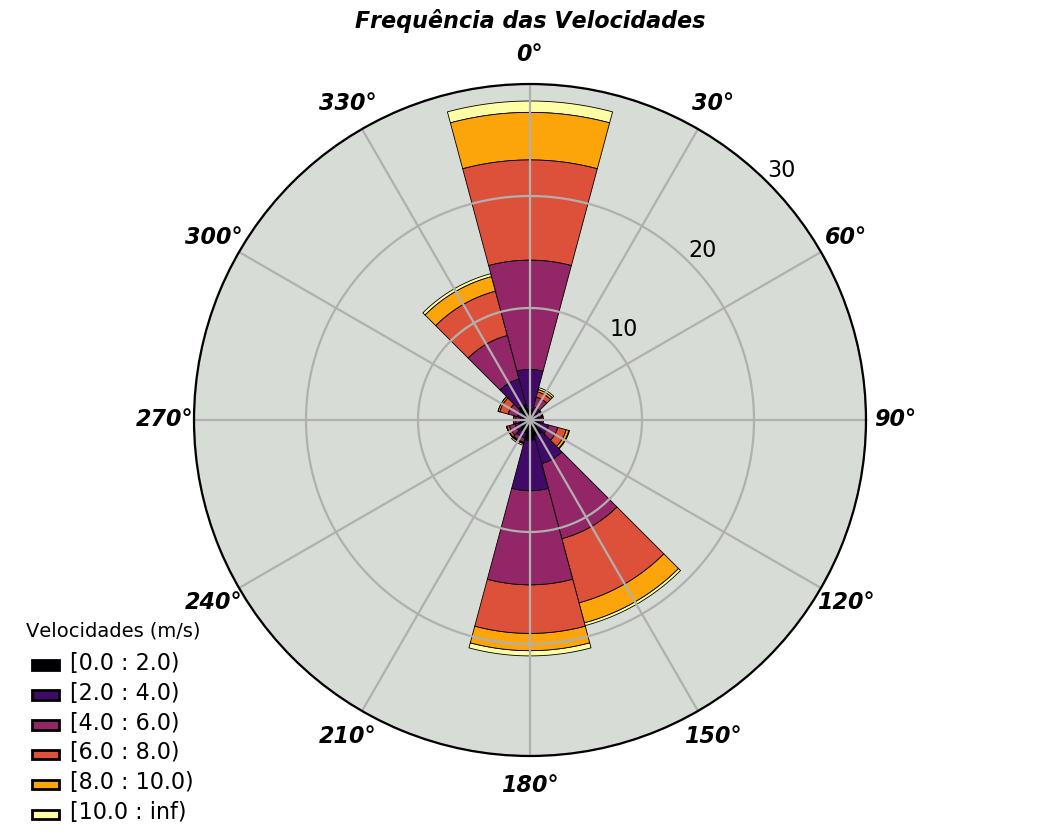 Frequência das Velocidades
0°
330°
30°
30
300°
60°
20
10
270°
90°
240°
120°
210°
150°
180°
Velocidades (m/s)
[0.0 : 2.0)
[2.0 : 4.0)
[4.0 : 6.0)
[6.0 : 8.0)
[8.0 : 10.0)
[10.0 : inf)